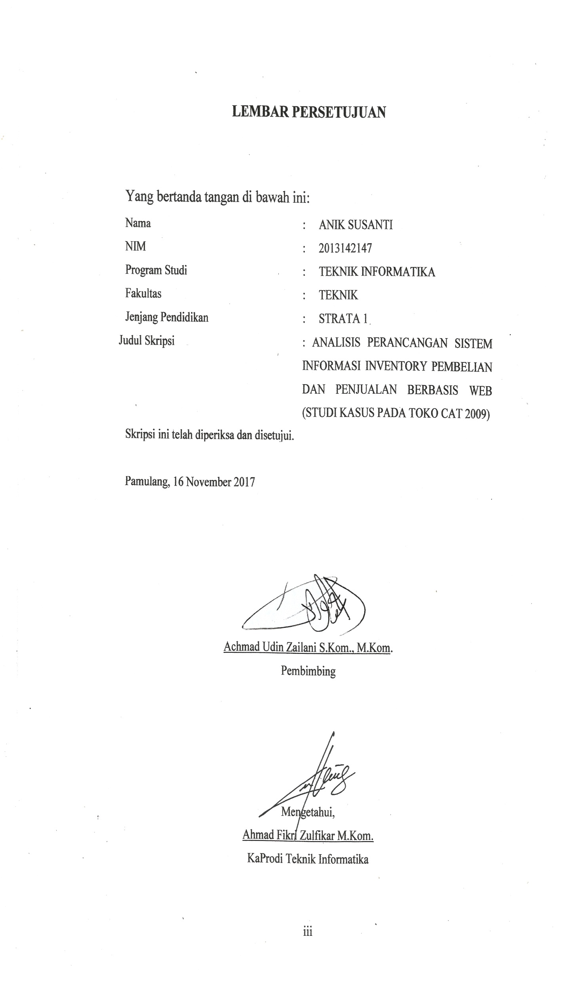 LEMBAR PERSETUJUAN
Yang bertanda tangan di bawah ini:
Nama : ANIK SUSANTI
NIM : 2013142147
Program Studi : TEKNIK INFORMATIKA
Fakultas : TEKNIK
Jenjang Pendidikan : STRATA 1
Judul Skripsi : ANALISIS PERANCANGAN SISTEM
INFORMASI INVENTORY PEMBELIAN
DAN PENJUALAN BERBASIS WEB
(STUDI KASUS PADA TOKO CAT 2009)
Skripsi ini telah diperiksa dan disetujui.
Pamulang, 16 November 2017
Achmad Udin Zailani S.Kom., M.Kom.
Pembimbing
Mengetahui,
Ahmad Fikri Zulfikar M.Kom.
KaProdi Teknik Informatika
iii